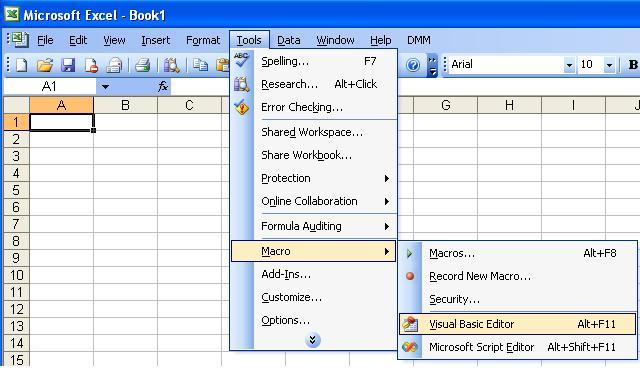 Microsoft Excel - Book1
File Edit View Insert Format Tools Data Window Help DMM
Arial 10 B
A1 fx
A B C G H I J
1
2
3
4
5
6
7
8
9
10
11
12
13
14
15
ABC
Spelling... F7
Research... Alt+Click
Error Checking...
Shared Workspace...
Share Workbook...
Protection
Online Collaboration
Formula Auditing
Macro
Add-Ins...
Customize...
Options...
Macros... Alt+F8
Record New Macro...
Security...
Visual Basic Editor Alt+F11
Microsoft Script Editor Alt+Shift+F11